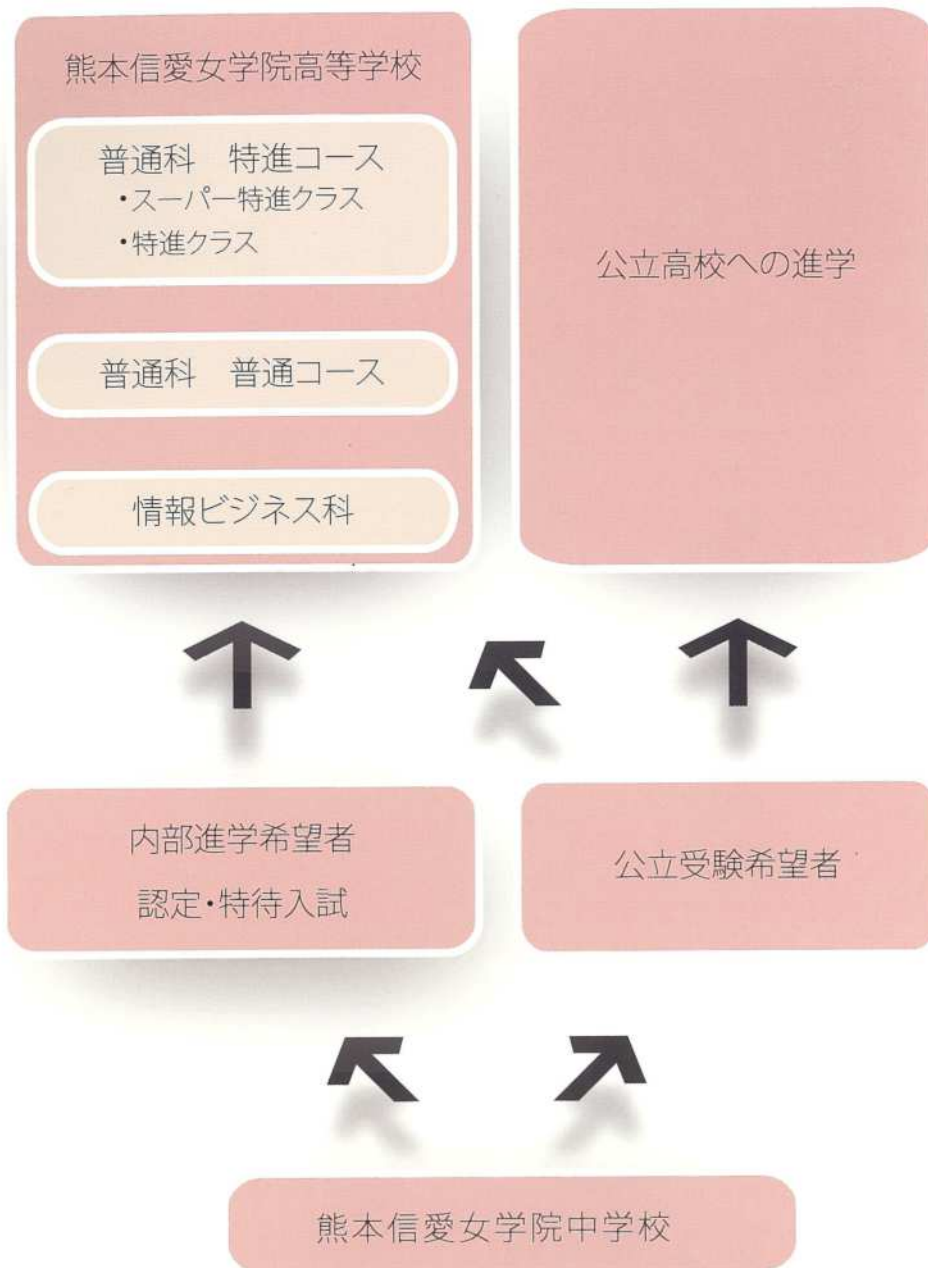 熊本信愛女学院高等学校
普通科　特進コース
・スーパー特進クラス
・特進クラス
普通科　普通コース
情報ビジネス科
公立高校への進学
内部進学希望者
認定・特待入試
公立受験希望者
熊本信愛女学院中学校